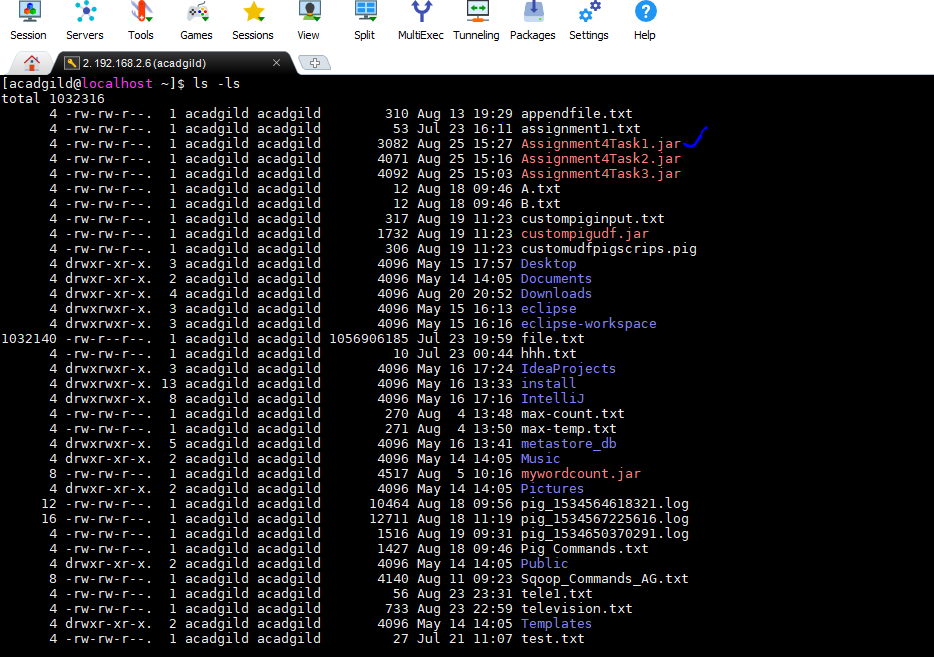 Session Servers Tools Games Sessions View Split MultiExec Tunneling Packages Settings Help
2. 192.168.2.6 (acadgild)
[acadgild@localhost ~]$ ls -ls
total 1032316
4 -rw-rw-r--. 1 acadgild acadgild 310 Aug 13 19:29 appendfile.txt
4 -rw-rw-r--. 1 acadgild acadgild 53 Jul 23 16:11 assignment1.txt
4 -rw-rw-r--. 1 acadgild acadgild 3082 Aug 25 15:27 Assignment4Task1.jar
4 -rw-rw-r--. 1 acadgild acadgild 4071 Aug 25 15:16 Assignment4Task2.jar
4 -rw-rw-r--. 1 acadgild acadgild 4092 Aug 25 15:03 Assignment4Task3.jar
4 -rw-rw-r--. 1 acadgild acadgild 12 Aug 18 09:46 A.txt
4 -rw-rw-r--. 1 acadgild acadgild 12 Aug 18 09:46 B.txt
4 -rw-rw-r--. 1 acadgild acadgild 317 Aug 19 11:23 custompiginput.txt
4 -rw-rw-r--. 1 acadgild acadgild 1732 Aug 19 11:23 custompigudf.jar
4 -rw-rw-r--. 1 acadgild acadgild 306 Aug 19 11:23 customudfpigscrips.pig
4 drwxr-xr-x. 3 acadgild acadgild 4096 May 15 17:57 Desktop
4 drwxr-xr-x. 2 acadgild acadgild 4096 May 14 14:05 Documents
4 drwxr-xr-x. 4 acadgild acadgild 4096 Aug 20 20:52 Downloads
4 drwxrwxr-x. 3 acadgild acadgild 4096 May 15 16:13 eclipse
4 drwxrwxr-x. 3 acadgild acadgild 4096 May 15 16:16 eclipse-workspace
1032140 -rw-r--r--. 1 acadgild acadgild 1056906185 Jul 23 19:59 file.txt
4 -rw-rw-r--. 1 acadgild acadgild 10 Jul 23 00:44 hhh.txt
4 drwxrwxr-x. 3 acadgild acadgild 4096 May 16 17:24 IdeaProjects
4 drwxrwxr-x. 13 acadgild acadgild 4096 May 16 13:33 install
4 drwxrwxr-x. 8 acadgild acadgild 4096 May 16 17:16 IntelliJ
4 -rw-rw-r--. 1 acadgild acadgild 270 Aug 4 13:48 max-count.txt
4 -rw-rw-r--. 1 acadgild acadgild 271 Aug 4 13:50 max-temp.txt
4 drwxrwxr-x. 5 acadgild acadgild 4096 May 16 13:41 metastore_db
4 drwxr-xr-x. 2 acadgild acadgild 4096 May 14 14:05 Music
8 -rw-rw-r--. 1 acadgild acadgild 4517 Aug 5 10:16 mywordcount.jar
4 drwxr-xr-x. 2 acadgild acadgild 4096 May 14 14:05 Pictures
12 -rw-rw-r--. 1 acadgild acadgild 10464 Aug 18 09:56 pig_1534564618321.log
16 -rw-rw-r--. 1 acadgild acadgild 12711 Aug 18 11:19 pig_1534567225616.log
4 -rw-rw-r--. 1 acadgild acadgild 1516 Aug 19 09:31 pig_1534650370291.log
4 -rw-rw-r--. 1 acadgild acadgild 1427 Aug 18 09:46 Pig_Commands.txt
4 drwxr-xr-x. 2 acadgild acadgild 4096 May 14 14:05 Public
8 -rw-rw-r--. 1 acadgild acadgild 4140 Aug 11 09:23 Sqoop_Commands_AG.txt
4 -rw-rw-r--. 1 acadgild acadgild 56 Aug 23 23:31 tele1.txt
4 -rw-rw-r--. 1 acadgild acadgild 733 Aug 23 22:59 television.txt
4 drwxr-xr-x. 2 acadgild acadgild 4096 May 14 14:05 Templates
4 -rw-rw-r--. 1 acadgild acadgild 27 Jul 21 11:07 test.txt